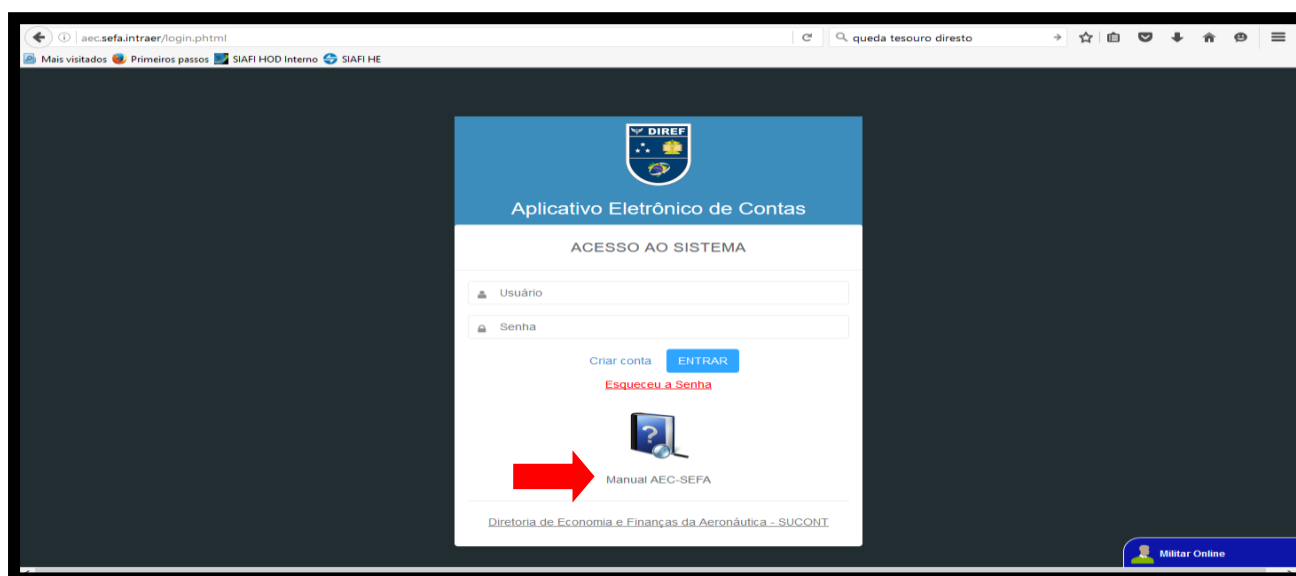 aec.sefa.intraer/login.phtml
queda tesouro diresto
Mais visitados Primeiros passos SIAFI HOD Interno SIAFI HE
DIREF
Aplicativo Eletrônico de Contas
ACESSO AO SISTEMA
Usuário
Senha
Criar conta ENTRAR
Esqueceu a Senha
?
Manual AEC-SEFA
Diretoria de Economia e Finanças da Aeronáutica - SUCONT
Militar Online